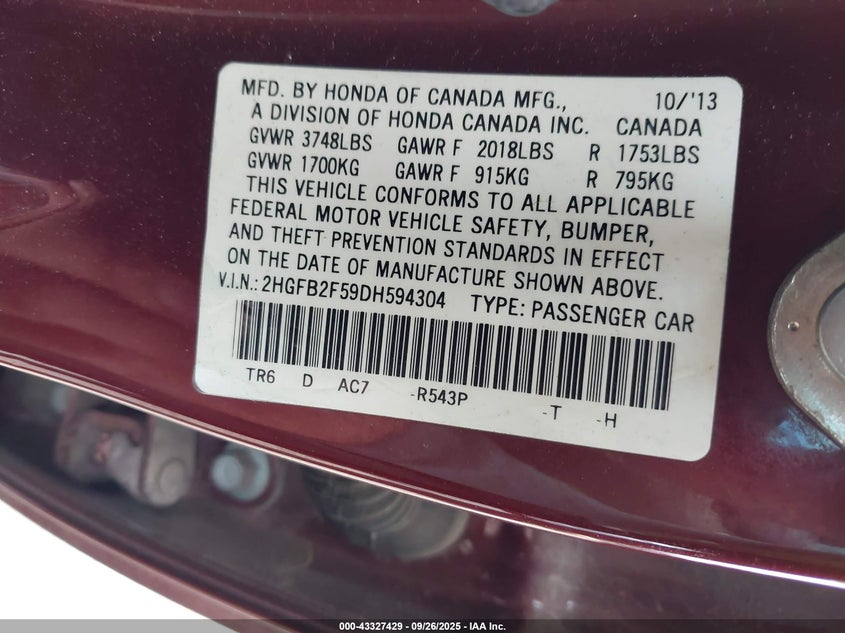 MFD. BY HONDA OF CANADA MFG., 10/'13
A DIVISION OF HONDA CANADA INC. CANADA
GVWR 3748LBS GAWR F 2018LBS R 1753LBS
GVWR 1700KG GAWR F 915KG R 795KG
THIS VEHICLE CONFORMS TO ALL APPLICABLE
FEDERAL MOTOR VEHICLE SAFETY, BUMPER,
AND THEFT PREVENTION STANDARDS IN EFFECT
ON THE DATE OF MANUFACTURE SHOWN ABOVE.
V.I.N.: 2HGFB2F59DH594304 TYPE: PASSENGER CAR
TR6 D AC7 -R543P -T -H
000-43327429 - 09/26/2025 - IAA Inc.